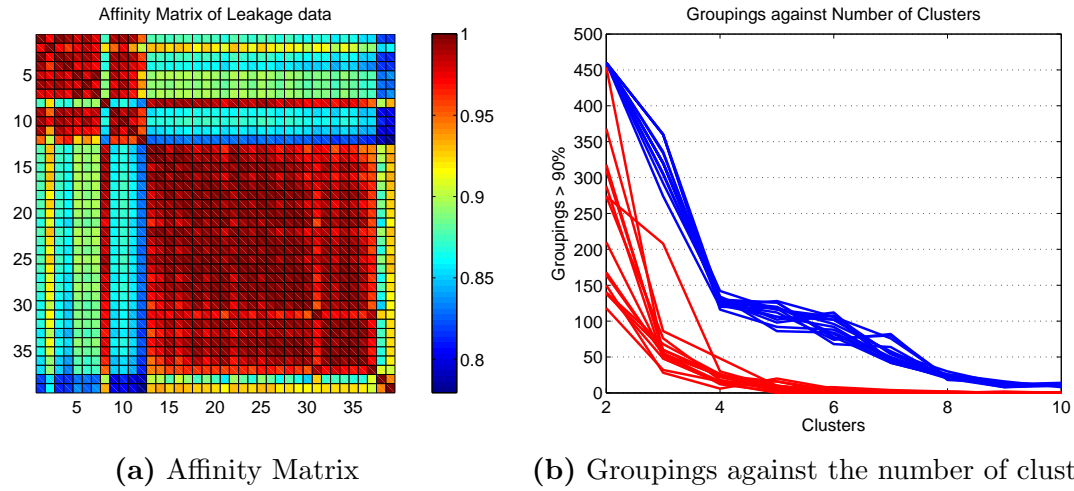 Affinity Matrix of Leakage data
5
10
15
20
25
30
35
5 10 15 20 25 30 35
1
0.95
0.9
0.85
0.8
(a) Affinity Matrix
Groupings against Number of Clusters
Groupings > 90%
500
450
400
350
300
250
200
150
100
50
0
2 4 6 8 10
Clusters
(b) Groupings against the number of clust